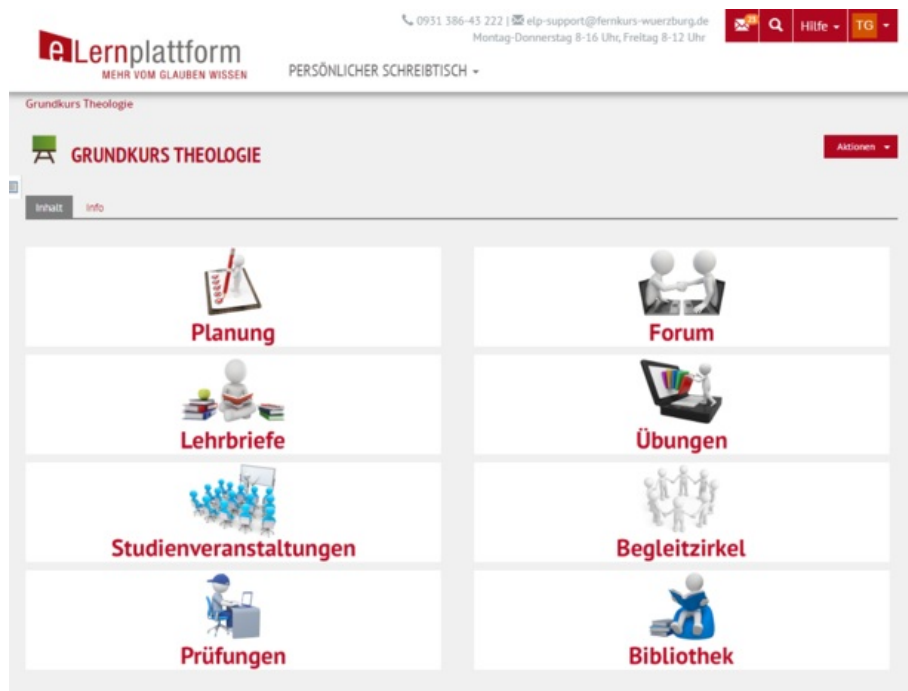 0931 386-43 222 | elp-support@fernkurs-wuerzburg.de
Montag-Donnerstag 8-16 Uhr, Freitag 8-12 Uhr
25
Hilfe
TG
eLernplattform
MEHR VOM GLAUBEN WISSEN
PERSÖNLICHER SCHREIBTISCH
Grundkurs Theologie
GRUNDKURS THEOLOGIE
Aktionen
Inhalt Info
Planung
Forum
Lehrbriefe
Übungen
Studienveranstaltungen
Begleitzirkel
Prüfungen
Bibliothek